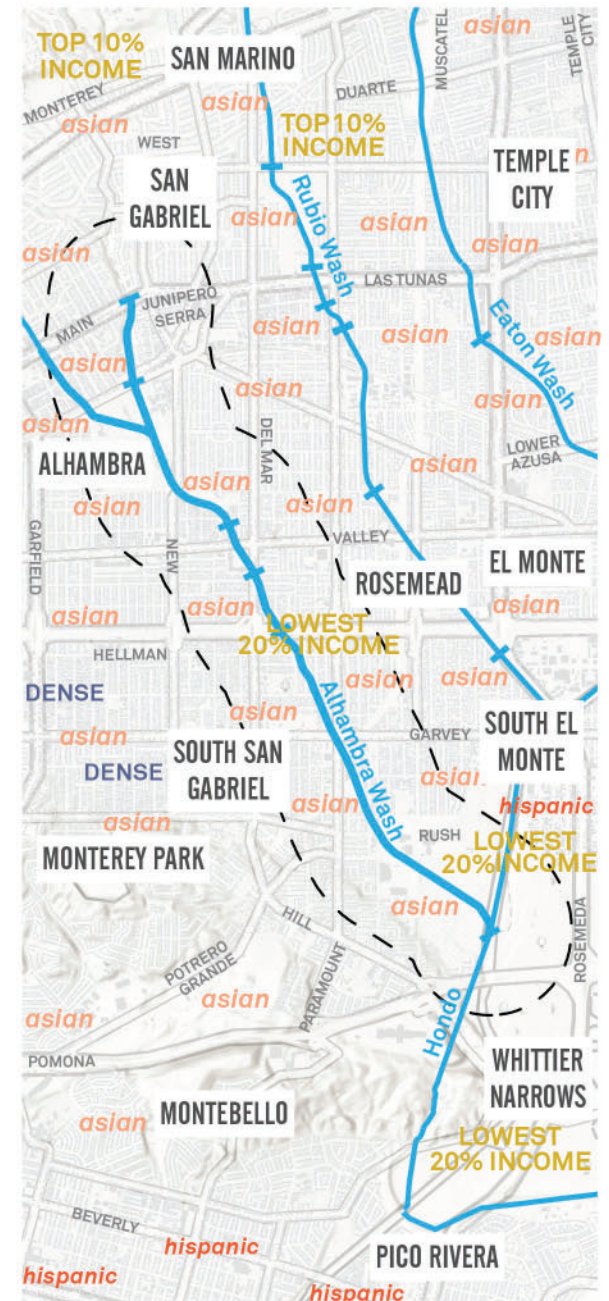 asian
TEMPLE
CITY
MUSCATEL
TOP 10%
INCOME
SAN MARINO
DUARTE
asian
MONTEREY
asian
TOP 10%
INCOME
WEST
SAN
GABRIEL
TEMPLE
CITY
Rubio Wash
asian
asian
asian
asian
LAS TUNAS
JUNIPERO
SERRA
MAIN
asian
asian
asian
Eaton Wash
asian
asian
asian
asian
DEL MAR
LOWER
AZUSA
ALHAMBRA
asian
asian
asian
asian
GARFIELD
NEW
VALLEY
EL MONTE
ROSEMEAD
asian
asian
asian
LOWEST
20% INCOME
HELLMAN
asian
asian
DENSE
Alhambra Wash
asian
asian
GARVEY
SOUTH EL
MONTE
SOUTH SAN
GABRIEL
DENSE
asian
asian
hispanic
asian
RUSH
LOWEST
20% INCOME
MONTEREY PARK
asian
HILL
ROSEMEDA
POTRERO
GRANDE
PARAMOUNT
asian
asian
Hondo
POMONA
WHITTIER
NARROWS
MONTEBELLO
asian
LOWEST
20% INCOME
BEVERLY
hispanic
PICO RIVERA
hispanic
hispanic